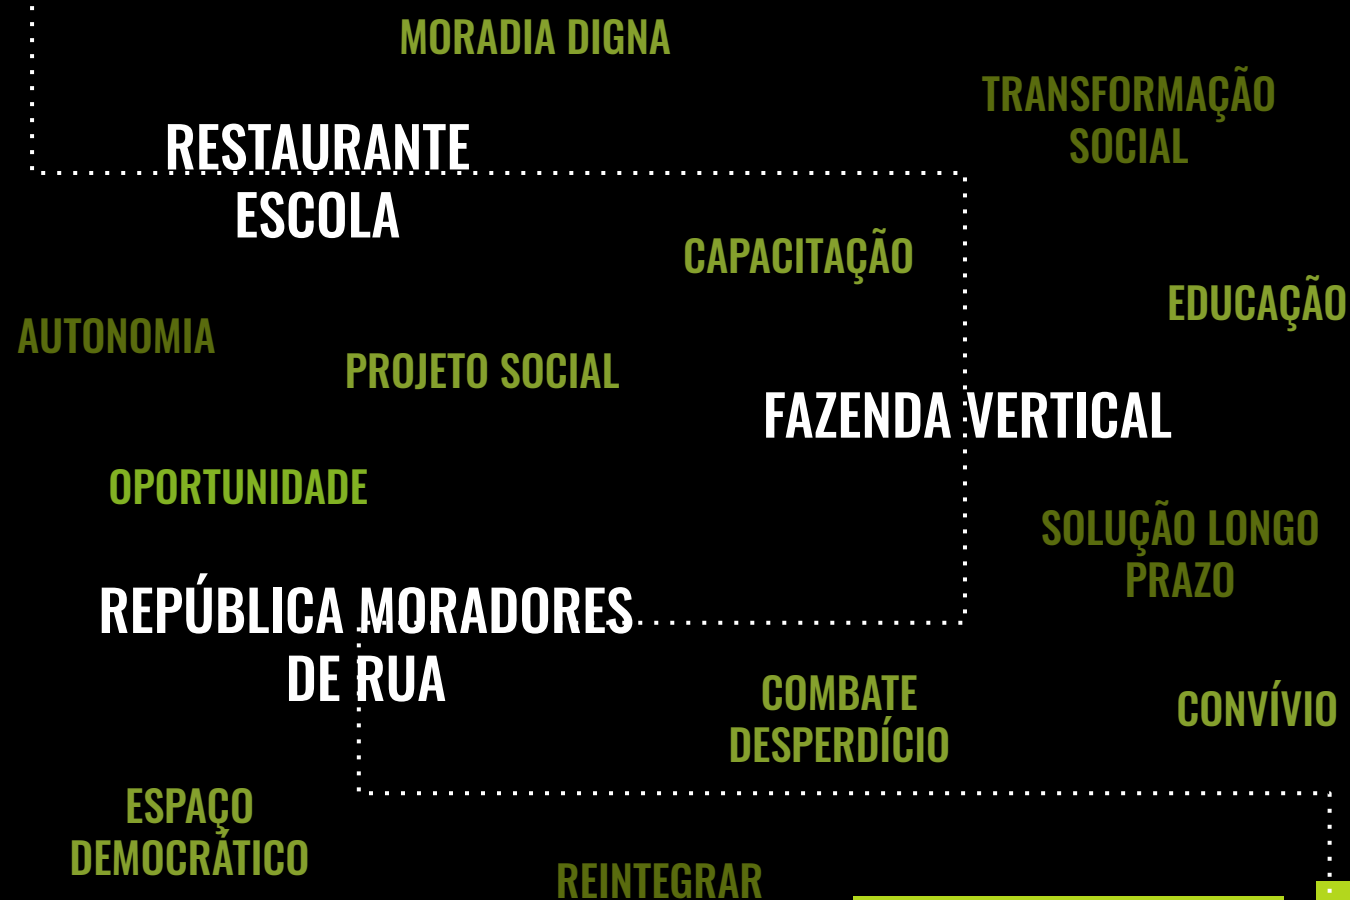 MORADIA DIGNA
TRANSFORMAÇÃO
SOCIAL
RESTAURANTE
ESCOLA
CAPACITAÇÃO
EDUCAÇÃO
AUTONOMIA
PROJETO SOCIAL
FAZENDA VERTICAL
OPORTUNIDADE
SOLUÇÃO LONGO
PRAZO
REPÚBLICA MORADORES
DE RUA
COMBATE
DESPERDÍCIO
CONVÍVIO
ESPAÇO
DEMOCRÁTICO
REINTEGRAR